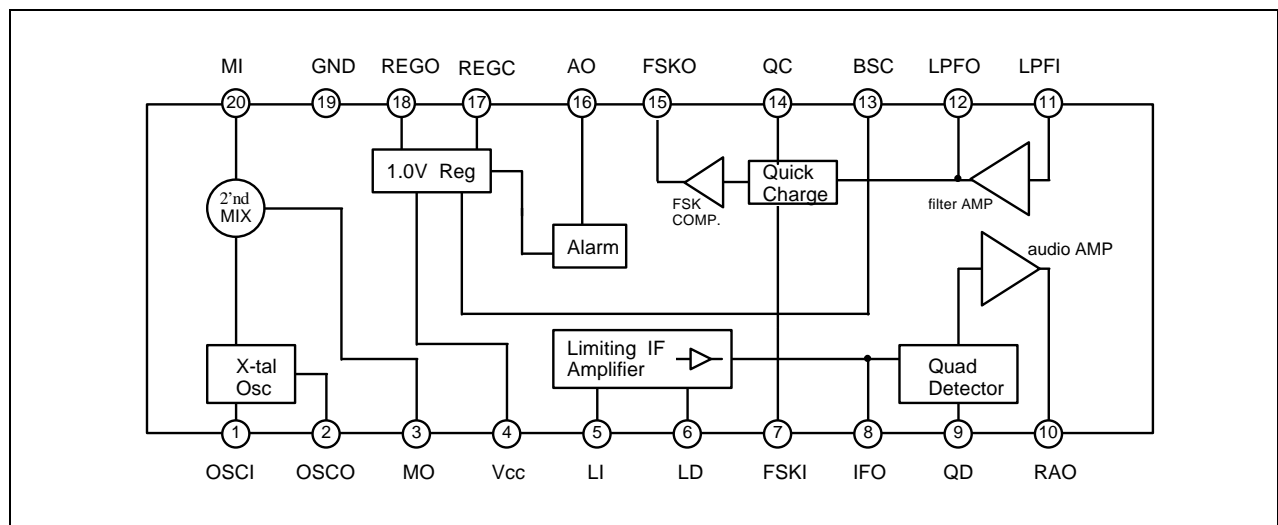 MI GND REGO REGC AO FSKO QC BSC LPFO LPFI
20 19 18 17 16 15 14 13 12 11
1.0V Reg
Quick
Charge
FSK
COMP.
filter AMP
2'nd
MIX
Alarm
audio AMP
Limiting IF
Amplifier
X-tal
Osc
Quad
Detector
1 2 3 4 5 6 7 8 9 10
OSCI OSCO MO Vcc LI LD FSKI IFO QD RAO